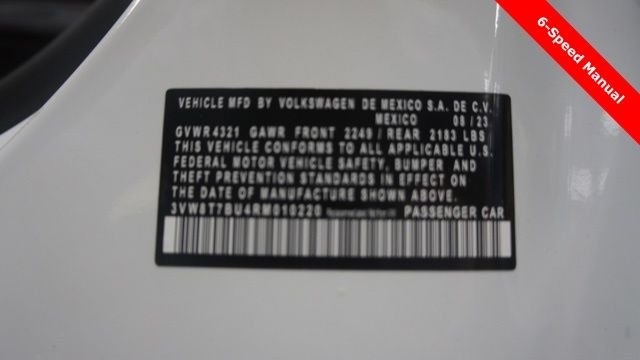 6-Speed Manual
VEHICLE MFD BY VOLKSWAGEN DE MEXICO S.A. DE C.V.
MEXICO 08/23
GVWR 4321 GAWR FRONT 2249 / REAR 2183 LBS
THIS VEHICLE CONFORMS TO ALL APPLICABLE U.S.
FEDERAL MOTOR VEHICLE SAFETY, BUMPER AND
THEFT PREVENTION STANDARDS IN EFFECT ON
THE DATE OF MANUFACTURE SHOWN ABOVE.
3VW8T7BU4RM010220 PASSENGER CAR